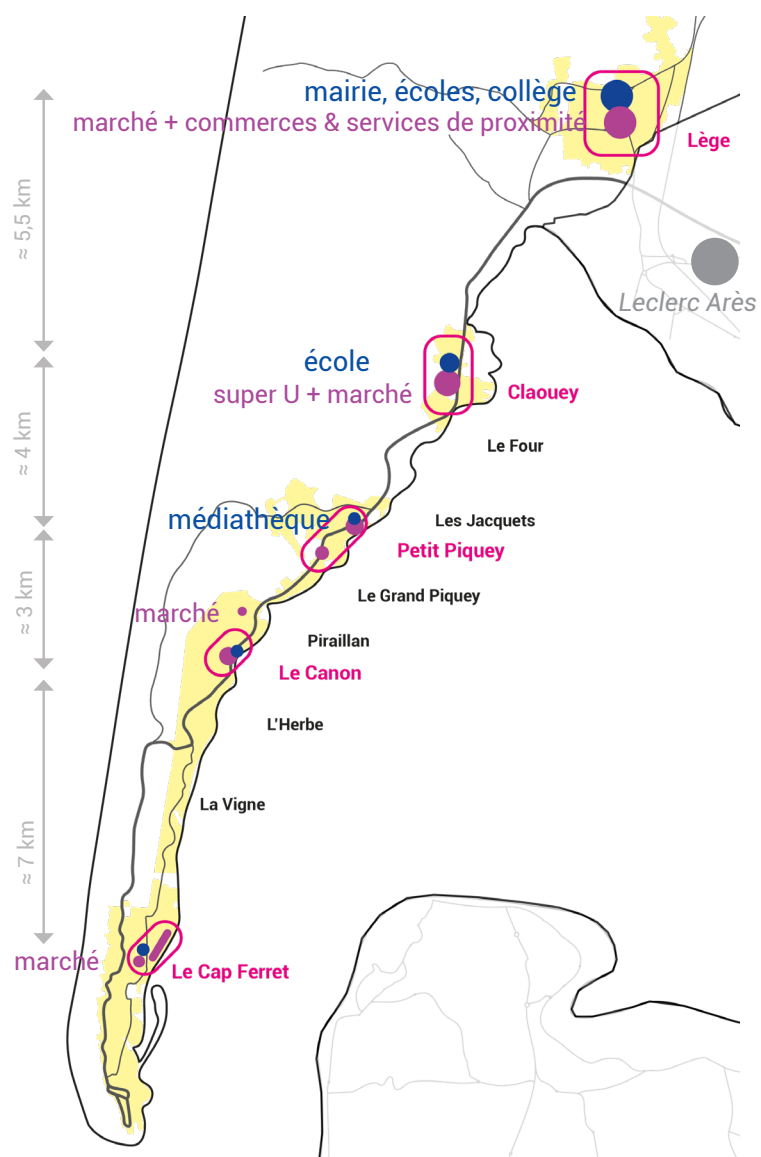 mairie, écoles, collège
marché + commerces & services de proximité
Lège
≈ 5,5 km
Leclerc Arès
école
super U + marché
Claouey
≈ 4 km
Le Four
médiathèque
Les Jacquets
Petit Piquey
≈ 3 km
Le Grand Piquey
marché
Piraillan
Le Canon
L'Herbe
La Vigne
≈ 7 km
marché
Le Cap Ferret